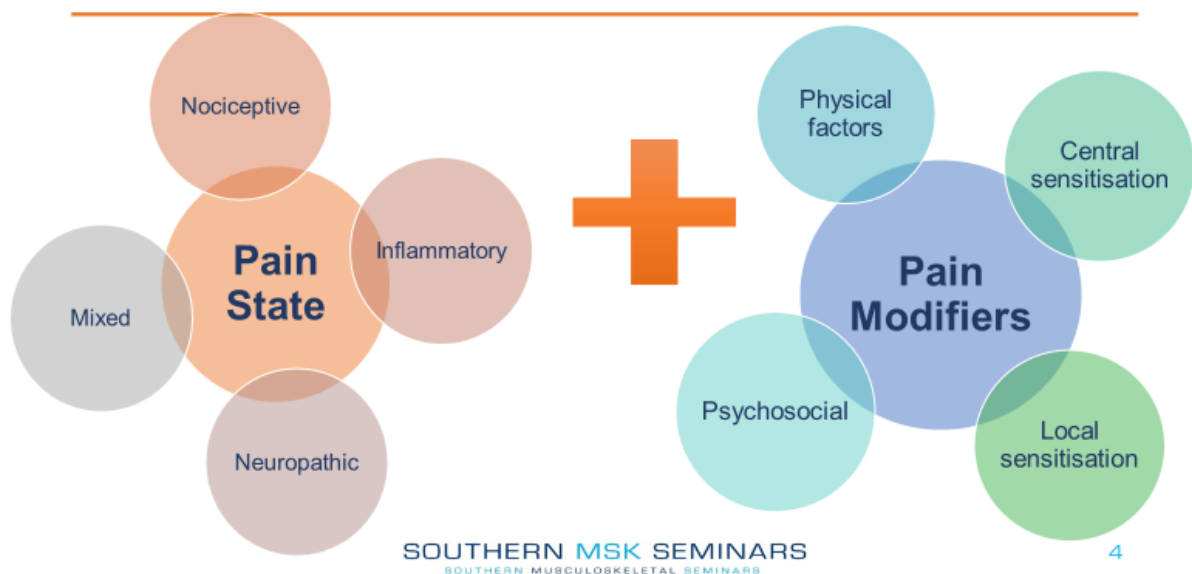 Nociceptive
Pain
State
Inflammatory
Mixed
Neuropathic
Physical
factors
Central
sensitisation
Pain
Modifiers
Psychosocial
Local
sensitisation
SOUTHERN MSK SEMINARS
SOUTHERN MUSCULOSKELETAL SEMINARS
4